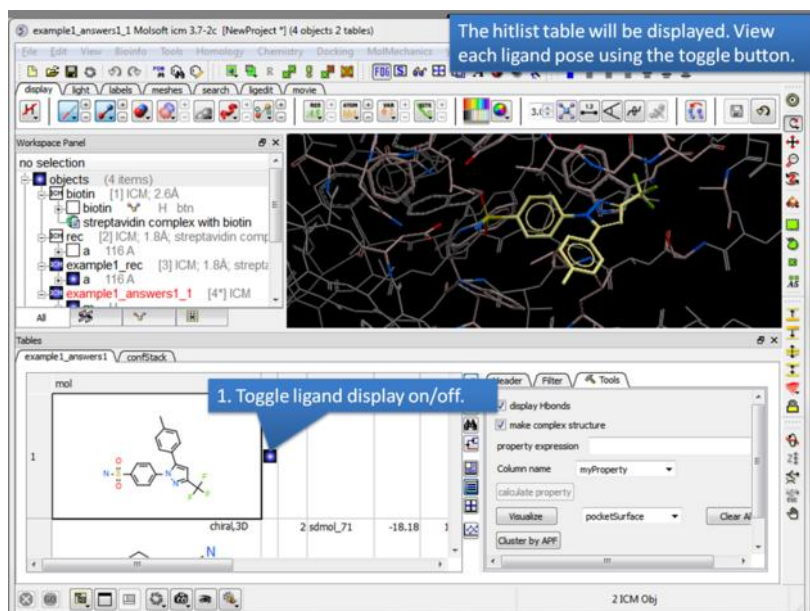 example1_answers1_1 Molsoft icm 3.7-2c [NewProject *] (4 objects 2 tables)
The hitlist table will be displayed. View
each ligand pose using the toggle button.
File Edit View Bioinfo Tools Homology Chemistry Docking MolMechanics
display light labels meshes search ligedit movie
Workspace Panel
no selection
objects (4 items)
biotin [1] ICM; 2.6Å
biotin H btn
streptavidin complex with biotin
rec [2] ICM; 1.8Å; streptavidin comp
a 116 A
example1_rec [3] ICM; 1.8Å; strepta
a 116 A
example1_answers1_1 [4*] ICM
All
Tables
example1_answers1 confStack
mol
1. Toggle ligand display on/off.
1
chiral,3D 2 sdmol_71 -18.18
Header Filter Tools
display Hbonds
make complex structure
property expression
Column name myProperty
calculate property
Visualize pocketSurface Clear Al
Cluster by APF
2 ICM Obj